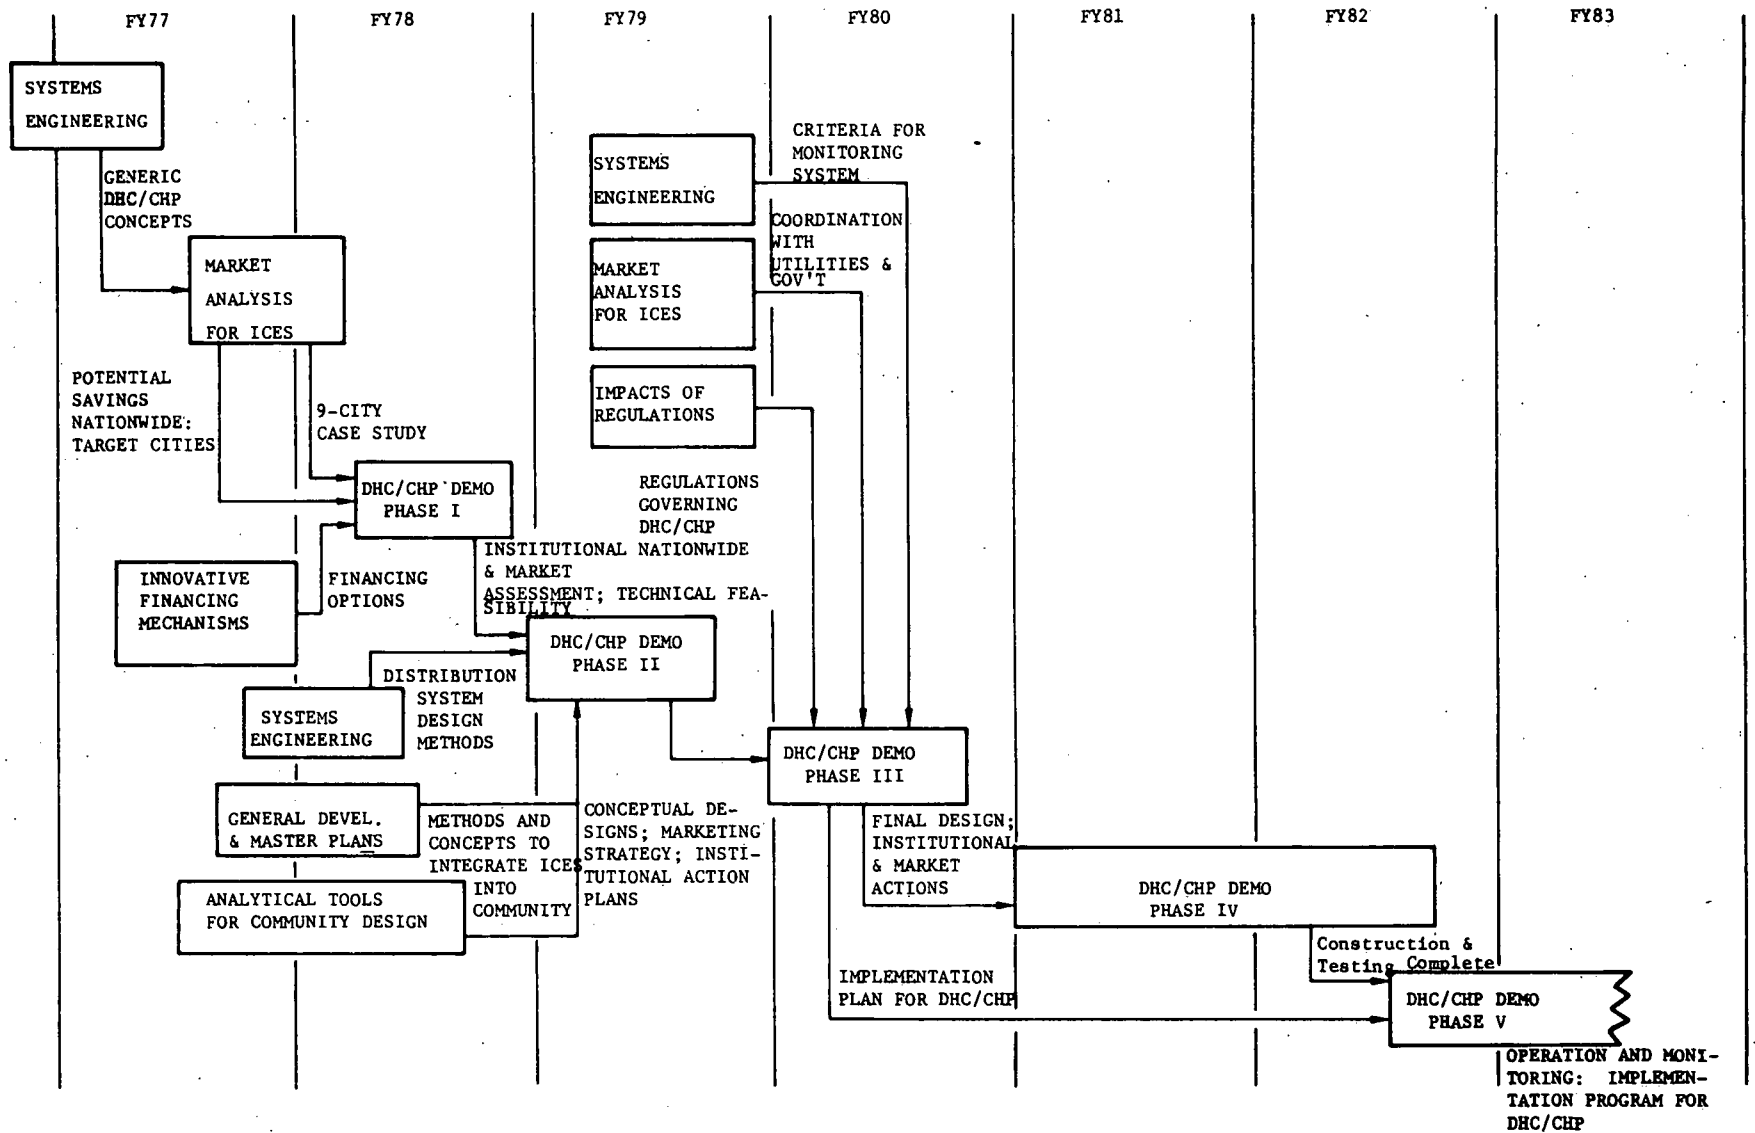 FY77 FY78 FY79 FY80 FY81 FY82 FY83
SYSTEMS
ENGINEERING
GENERIC
DHC/CHP
CONCEPTS
MARKET
ANALYSIS
FOR ICES
POTENTIAL
SAVINGS
NATIONWIDE:
TARGET CITIES
9-CITY
CASE STUDY
DHC/CHP DEMO
PHASE I
INNOVATIVE
FINANCING
MECHANISMS
FINANCING
OPTIONS
INSTITUTIONAL
& MARKET
ASSESSMENT; TECHNICAL FEA-
SIBILITY
SYSTEMS
ENGINEERING
CRITERIA FOR
MONITORING
SYSTEM
MARKET
ANALYSIS
FOR ICES
COORDINATION
WITH
UTILITIES &
GOV'T
IMPACTS OF
REGULATIONS
REGULATIONS
GOVERNING
DHC/CHP
NATIONWIDE
DHC/CHP DEMO
PHASE II
SYSTEMS
ENGINEERING
DISTRIBUTION
SYSTEM
DESIGN
METHODS
GENERAL DEVEL.
& MASTER PLANS
METHODS AND
CONCEPTS TO
INTEGRATE ICES
INTO
COMMUNITY
ANALYTICAL TOOLS
FOR COMMUNITY DESIGN
CONCEPTUAL DE-
SIGNS; MARKETING
STRATEGY; INSTI-
TUTIONAL ACTION
PLANS
DHC/CHP DEMO
PHASE III
FINAL DESIGN;
INSTITUTIONAL
& MARKET
ACTIONS
DHC/CHP DEMO
PHASE IV
Construction &
Testing Complete
IMPLEMENTATION
PLAN FOR DHC/CHP
DHC/CHP DEMO
PHASE V
OPERATION AND MONI-
TORING: IMPLEMEN-
TATION PROGRAM FOR
DHC/CHP